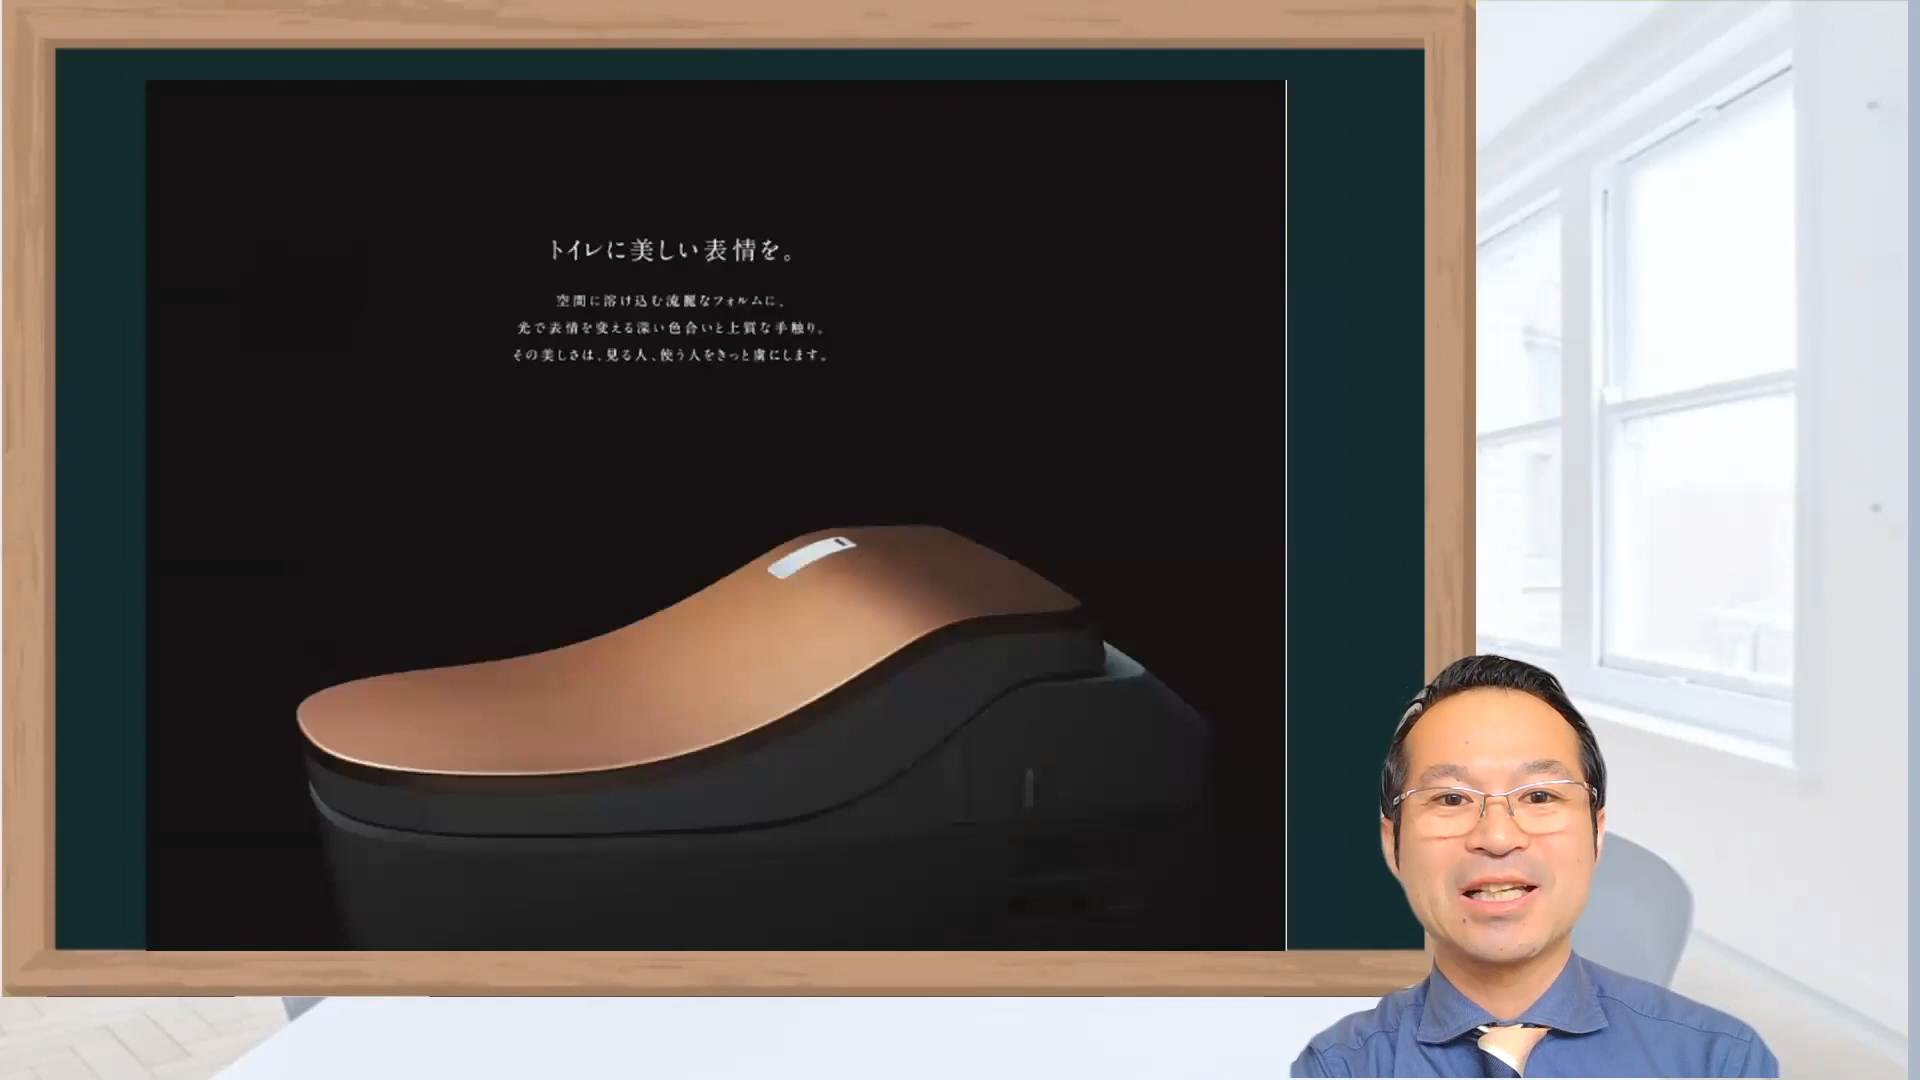 トイレに美しい表情を。
空間に溶け込む流麗なフォルムに、
光で表情を変える深い色合いと上質な手触り。
その美しさは、見る人、使う人をきっと虜にします。